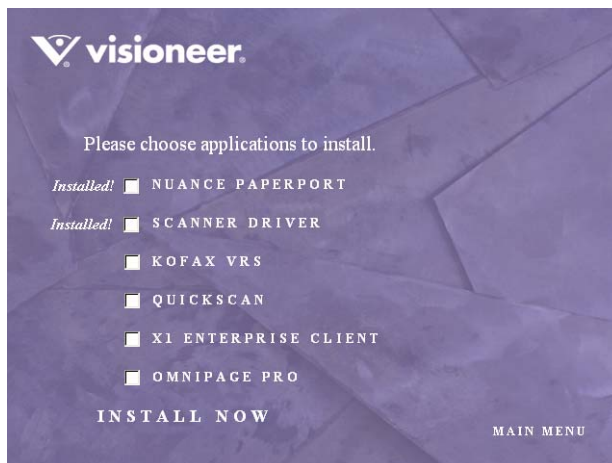 visioneer®
Please choose applications to install.
Installed! NUANCE PAPERPORT
Installed! SCANNER DRIVER
KOFAX VRS
QUICKSCAN
X1 ENTERPRISE CLIENT
OMNIPAGE PRO
INSTALL NOW
MAIN MENU